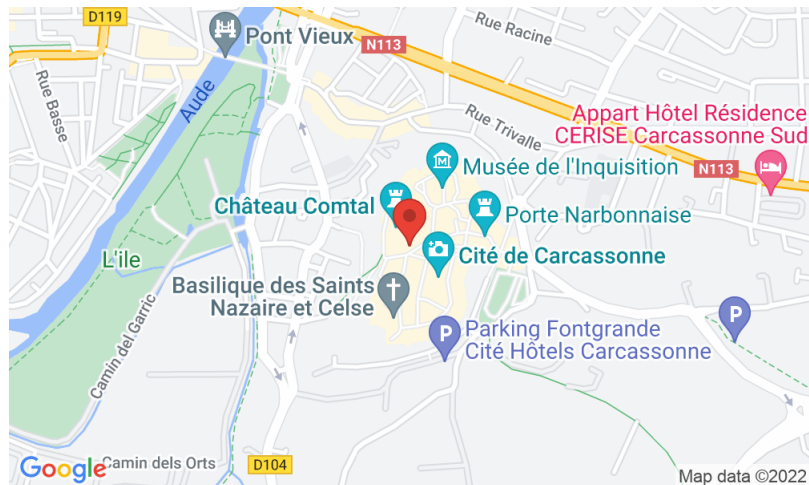 D119
Pont Vieux
Rue Racine
N113
Rue Basse
Aude
Rue Trivalle
Appart Hôtel Résidence
CERISE Carcassonne Sud
N113
Musée de l'Inquisition
Château Comtal
Porte Narbonnaise
L'ile
Cité de Carcassonne
Basilique des Saints
Nazaire et Celse
Camin del Garric
P
Parking Fontgrande
Cité Hôtels Carcassonne
P
Google
Camin dels Orts
D104
Map data ©2022